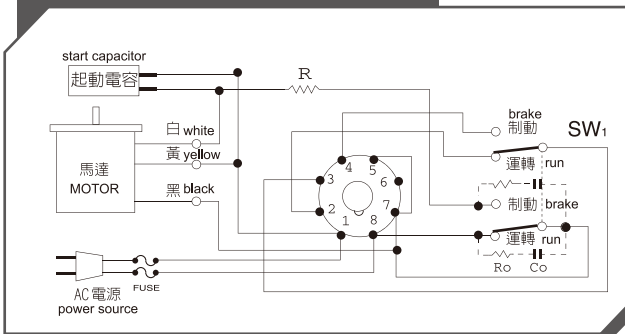 start capacitor
起動電容
R
白 white
黃 yellow
馬達
MOTOR
黑 black
brake
制動
SW1
運轉 run
4 5
3 6
2 7
1 8
制動 brake
運轉 run
Ro Co
AC 電源
power source
FUSE